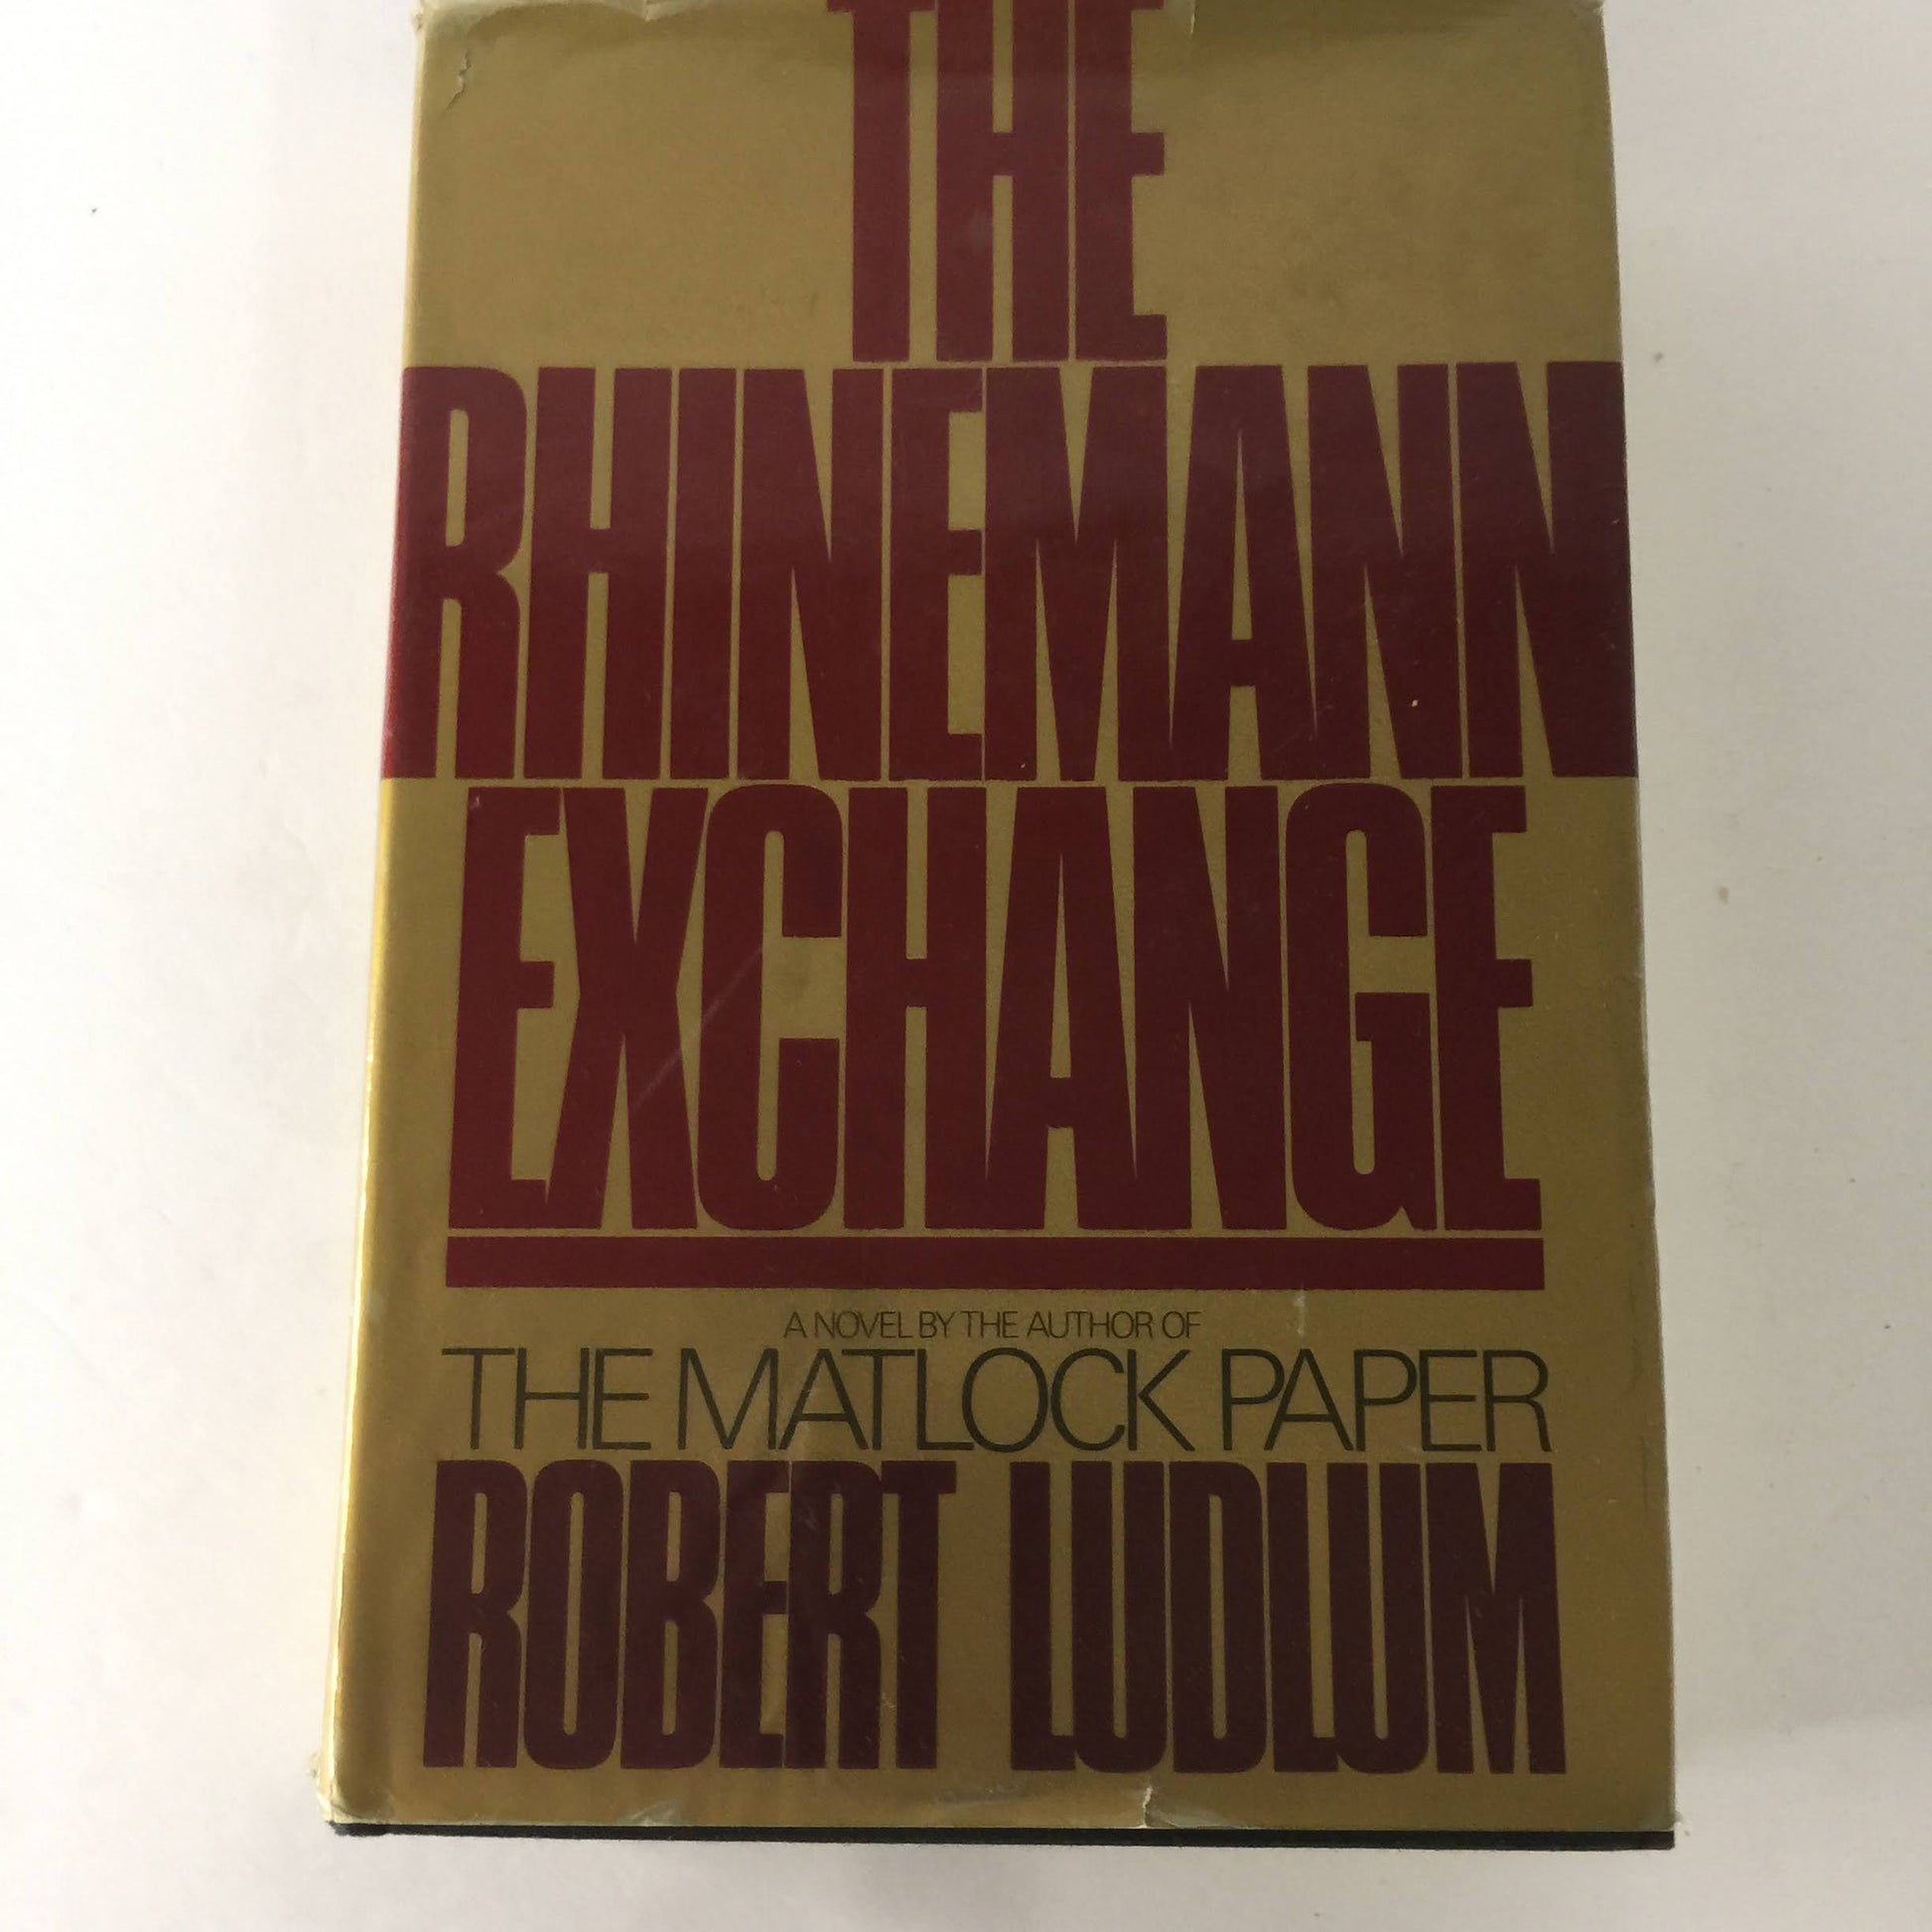 THE
RHINEMANN
EXCHANGE
A NOVEL BY THE AUTHOR OF
THE MATLOCK PAPER
ROBERT LUDLUM